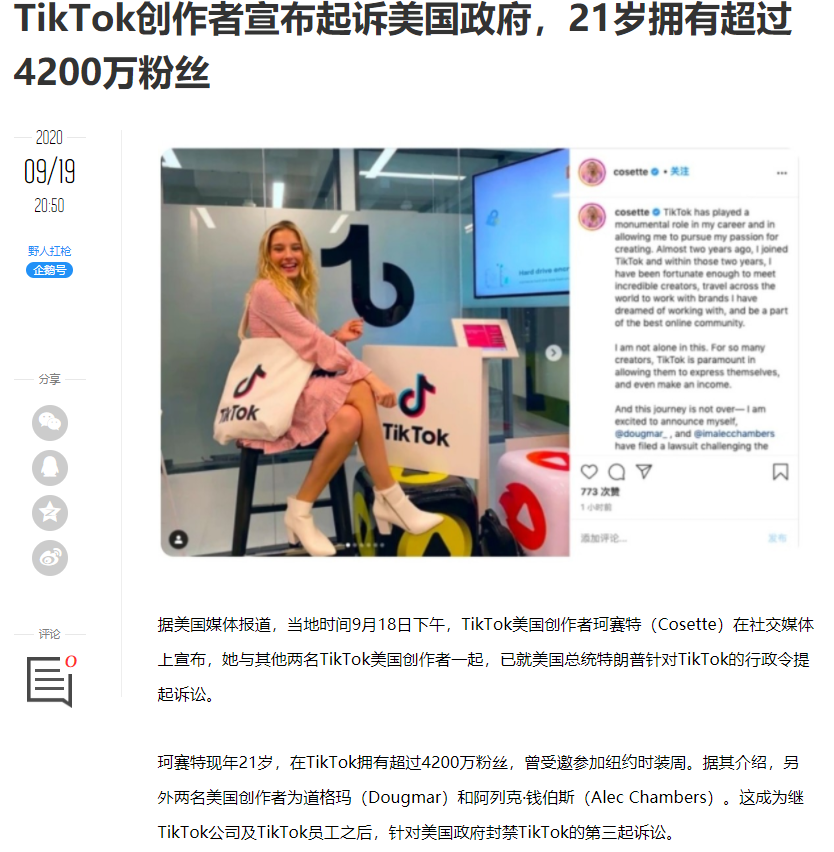 TikTok创作者宣布起诉美国政府，21岁拥有超过
4200万粉丝
2020
09/19
20:50
野人扛枪
企鹅号
分享
评论
0
TikTok
TikTok
Hard drive
cosette • 关注
cosette TikTok has played a
monumental role in my career and in
allowing me to pursue my passion for
creating. Almost two years ago, I joined
TikTok and within those two years, I
have been fortunate enough to meet
incredible creators, travel across the
world to work with brands I have
dreamed of working with, and be a part
of the best online community.
I am not alone in this. For so many
creators, TikTok is paramount in
allowing them to express themselves,
and even make an income.
And this journey is not over— I am
excited to announce myself,
@dougmar_ , and @imalecchambers
have filed a lawsuit challenging the
773 次赞
1 小时前
添加评论...
发布
据美国媒体报道，当地时间9月18日下午，TikTok美国创作者珂赛特（Cosette）在社交媒体
上宣布，她与其他两名TikTok美国创作者一起，已就美国总统特朗普针对TikTok的行政令提
起诉讼。
珂赛特现年21岁，在TikTok拥有超过4200万粉丝，曾受邀参加纽约时装周。据其介绍，另
外两名美国创作者为道格玛（Dougmar）和阿列克·钱伯斯（Alec Chambers）。这成为继
TikTok公司及TikTok员工之后，针对美国政府封禁TikTok的第三起诉讼。